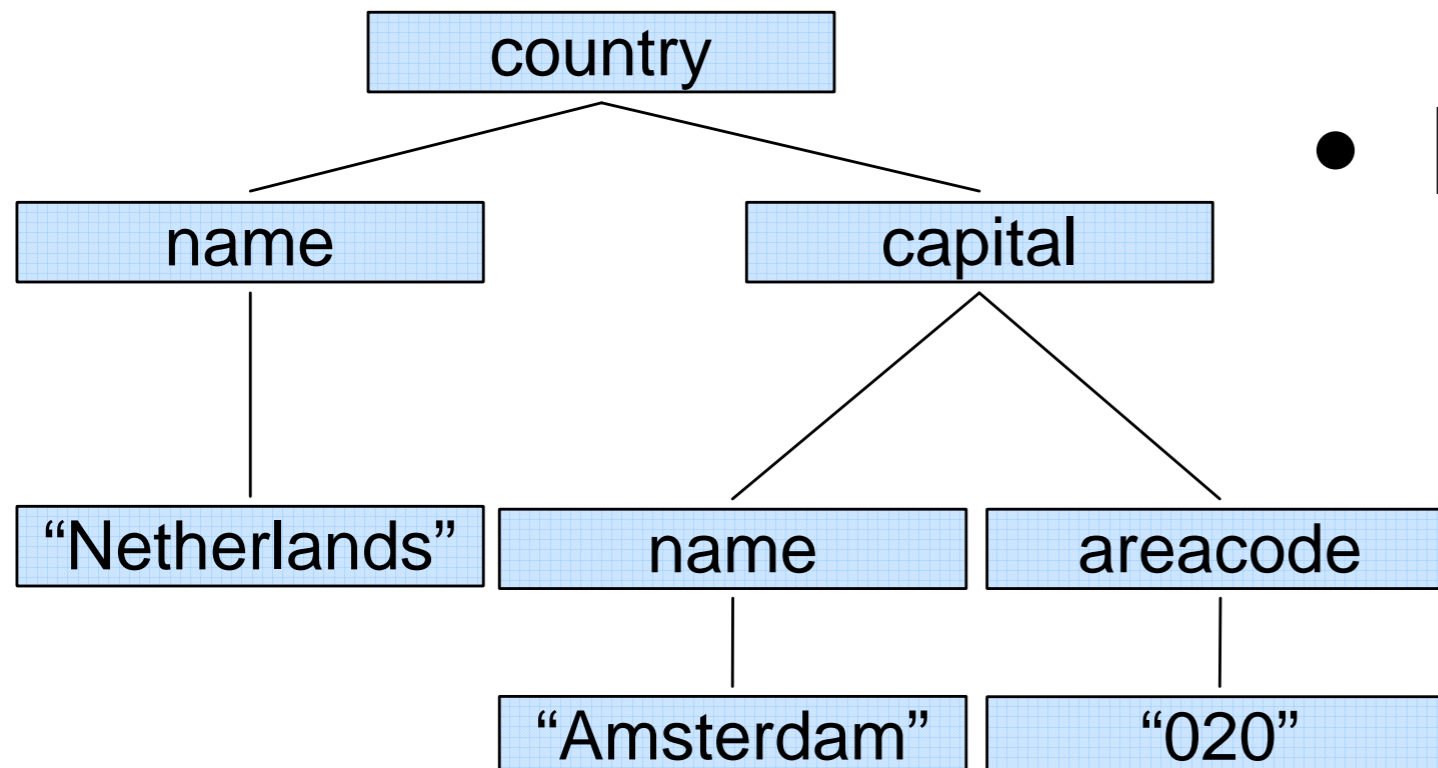 country
•
name capital
“Netherlands” name areacode
“Amsterdam” “020”